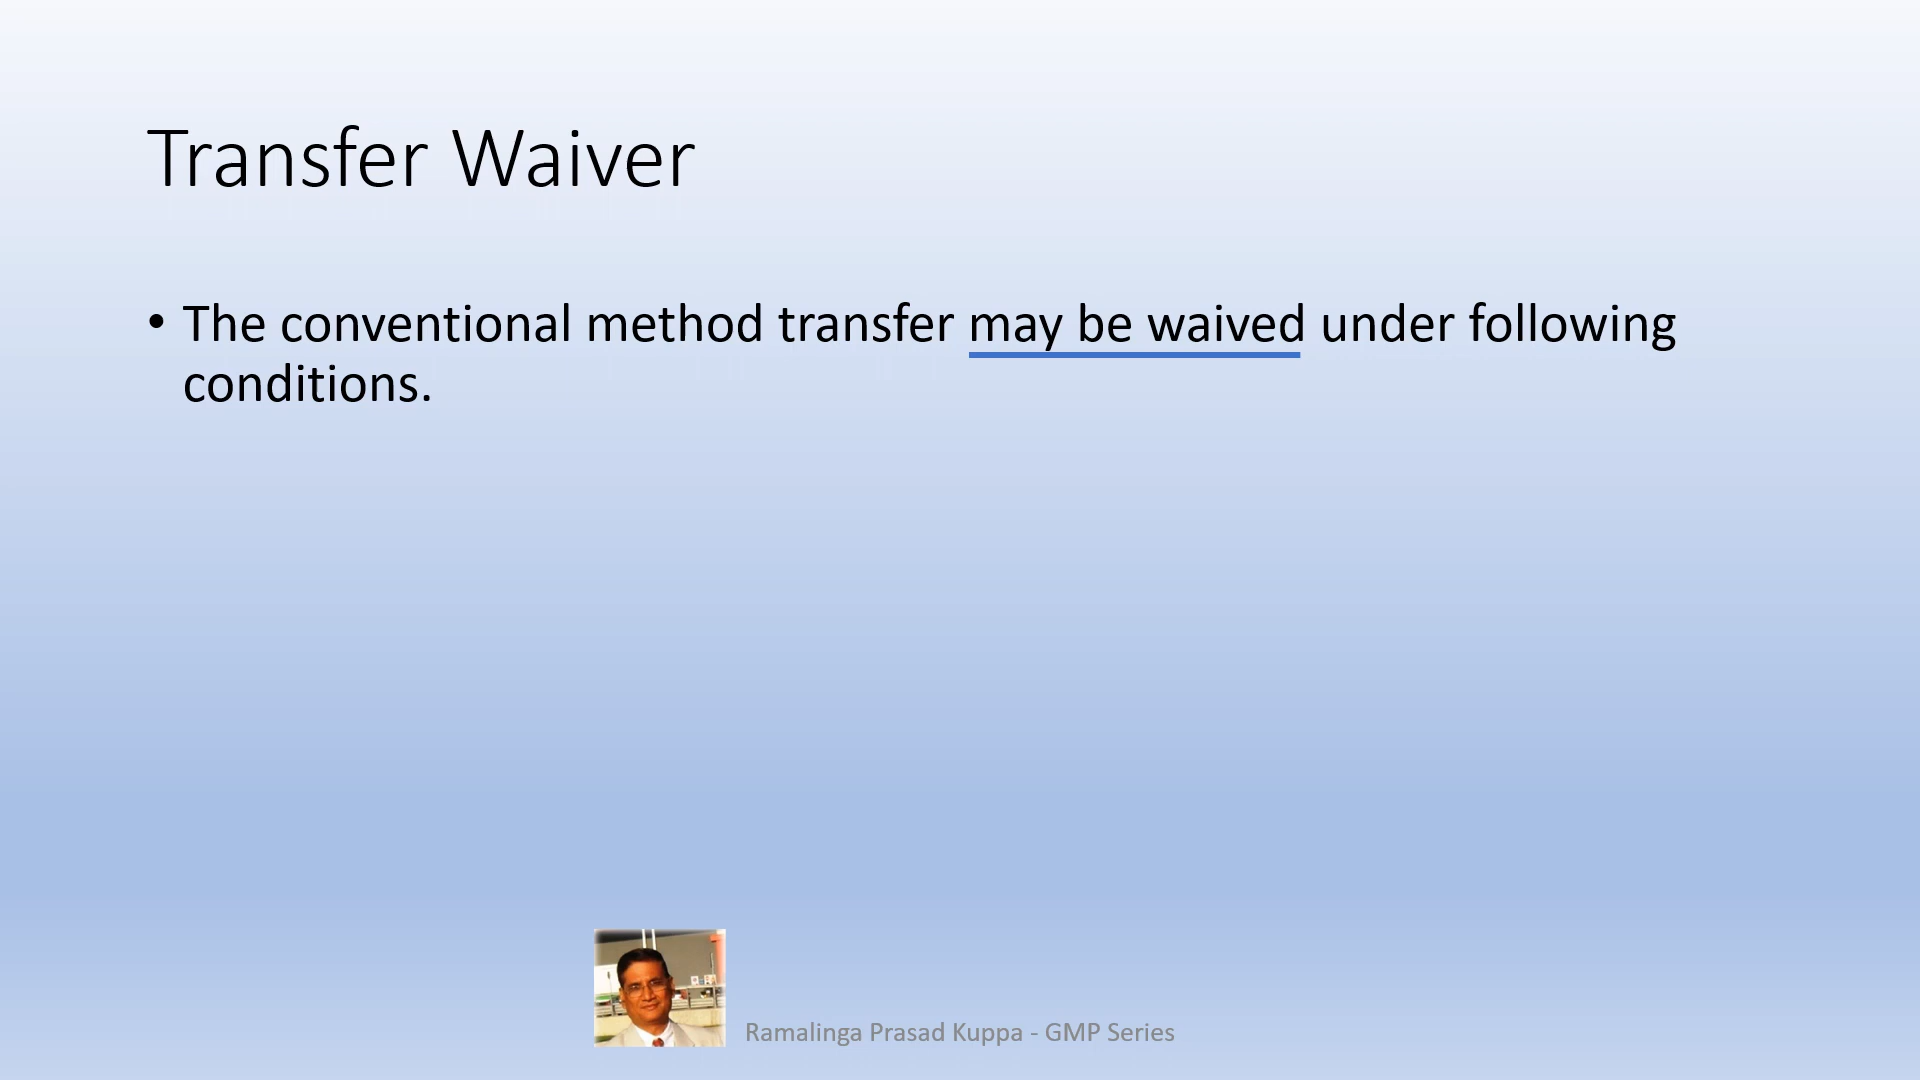 Transfer Waiver
• The conventional method transfer may be waived under following
conditions.
Ramalinga Prasad Kuppa - GMP Series